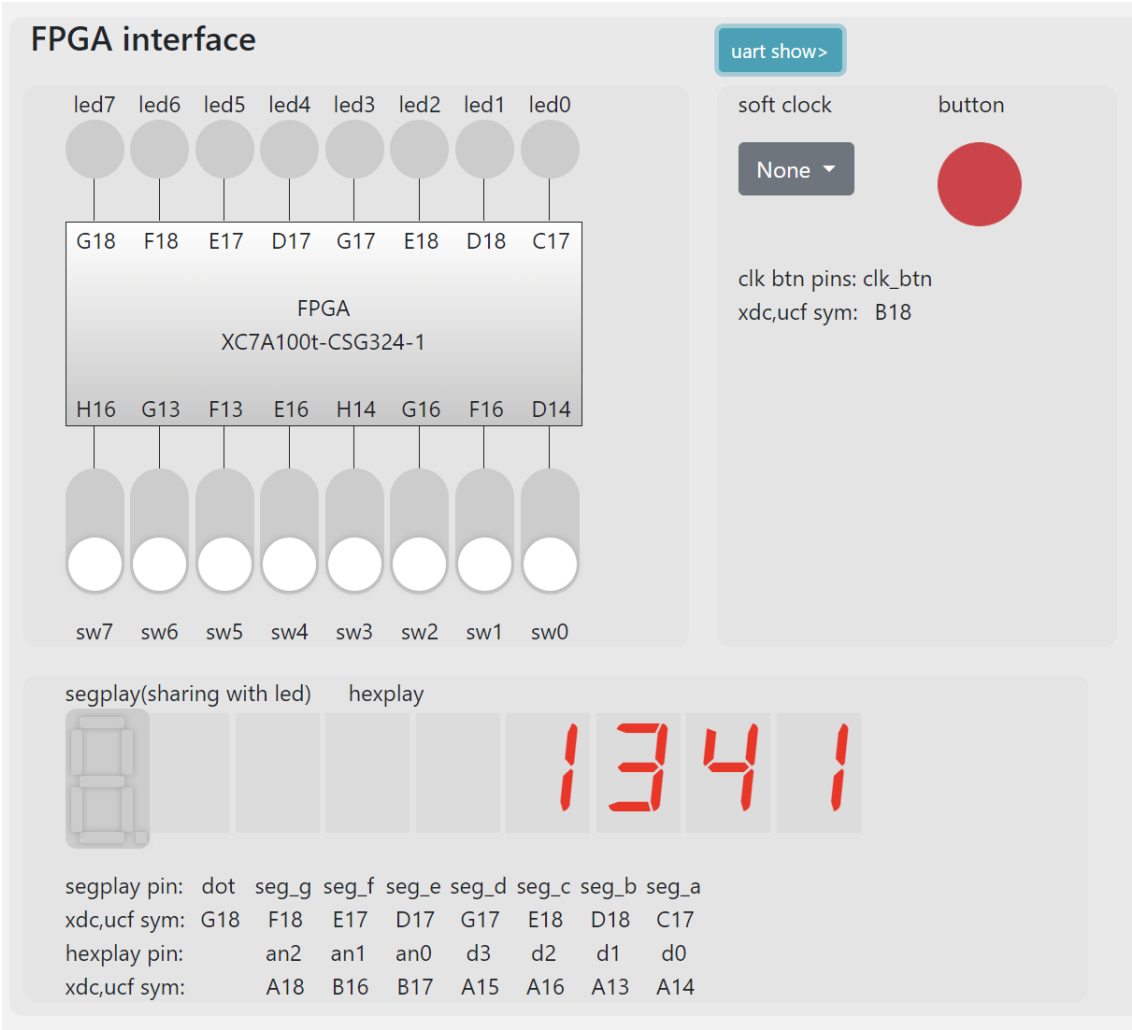 FPGA interface
uart show>
led7 led6 led5 led4 led3 led2 led1 led0
G18 F18 E17 D17 G17 E18 D18 C17
FPGA
XC7A100t-CSG324-1
H16 G13 F13 E16 H14 G16 F16 D14
sw7 sw6 sw5 sw4 sw3 sw2 sw1 sw0
soft clock button
None
clk btn pins: clk_btn
xdc,ucf sym: B18
segplay(sharing with led) hexplay
1 3 4 1
segplay pin: dot seg_g seg_f seg_e seg_d seg_c seg_b seg_a
xdc,ucf sym: G18 F18 E17 D17 G17 E18 D18 C17
hexplay pin: an2 an1 an0 d3 d2 d1 d0
xdc,ucf sym: A18 B16 B17 A15 A16 A13 A14